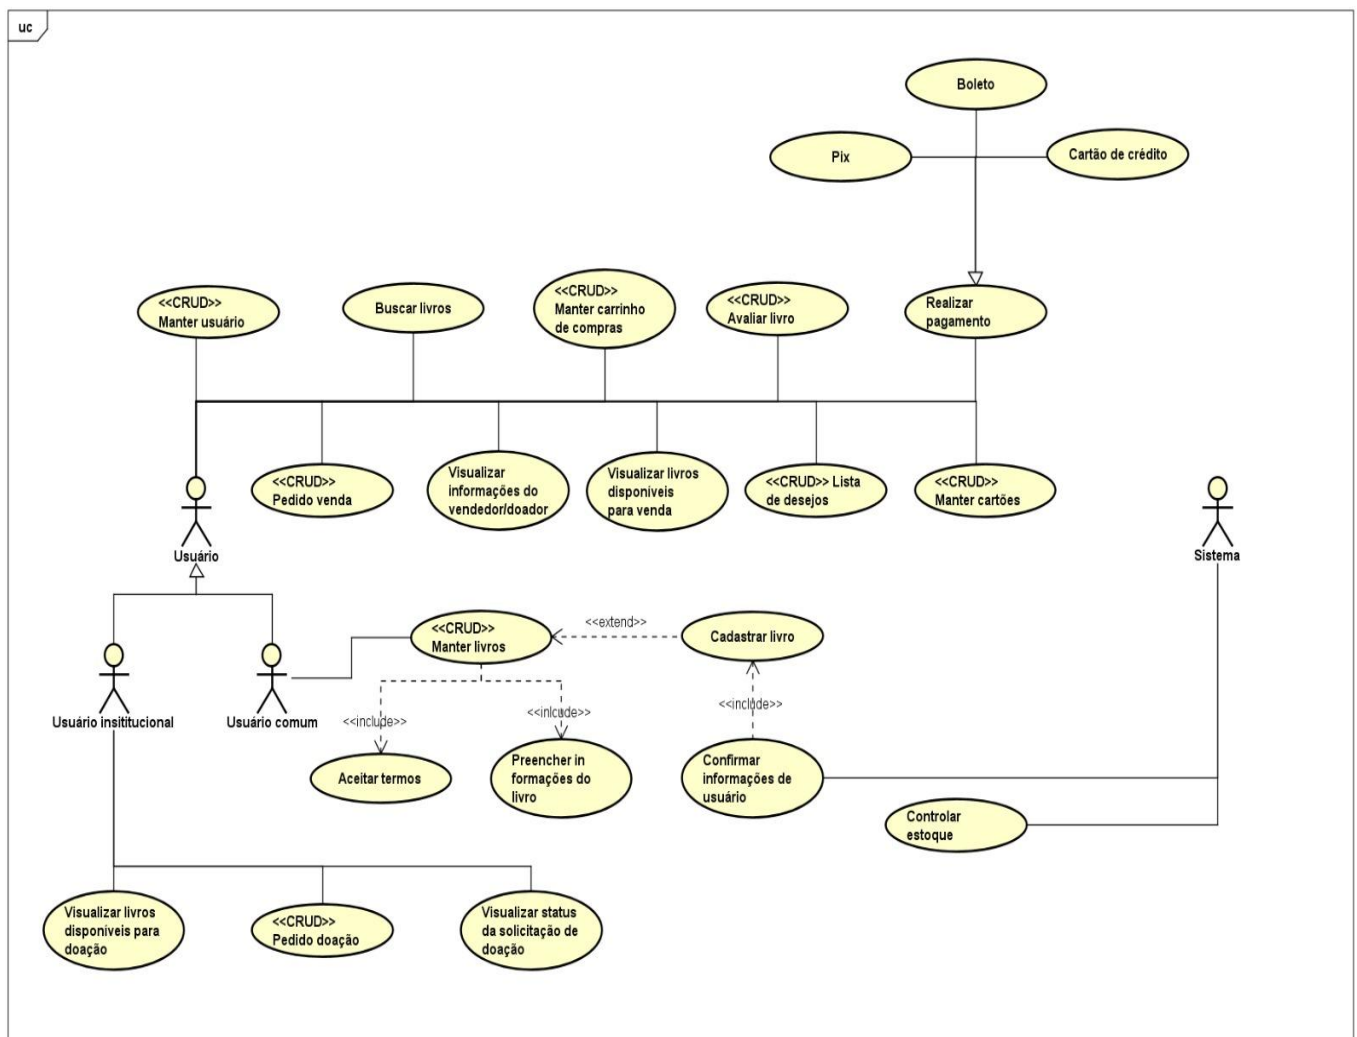 uc
Boleto
Pix
Cartão de crédito
<<CRUD>>
Manter usuário
Buscar livros
<<CRUD>>
Manter carrinho
de compras
<<CRUD>>
Avaliar livro
Realizar
pagamento
<<CRUD>>
Pedido venda
Visualizar
informações do
vendedor/doador
Visualizar livros
disponíveis
para venda
<<CRUD>> Lista
de desejos
<<CRUD>>
Manter cartões
Usuário
Sistema
<<CRUD>>
Manter livros
<<extend>>
Cadastrar livro
Usuário insititucional
Usuário comum
<<include>>
<<inlcude>>
<<include>>
Aceitar termos
Preencher in
formações do
livro
Confirmar
informações de
usuário
Controlar
estoque
Visualizar livros
disponíveis para
doação
<<CRUD>>
Pedido doação
Visualizar status
da solicitação de
doação